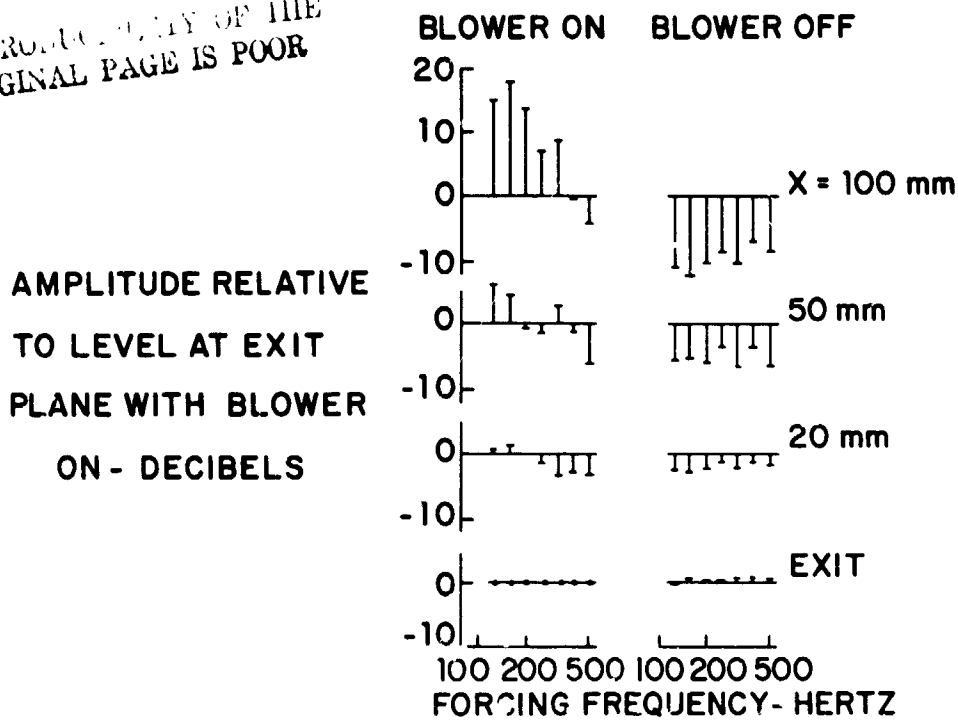 OF THE
PAGE IS POOR
BLOWER ON BLOWER OFF
20
10
0
-10
X = 100 mm
AMPLITUDE RELATIVE
TO LEVEL AT EXIT
PLANE WITH BLOWER
ON - DECIBELS
0
-10
50 mm
0
-10
20 mm
0
-10
EXIT
100 200 500 100 200 500
FORCING FREQUENCY - HERTZ